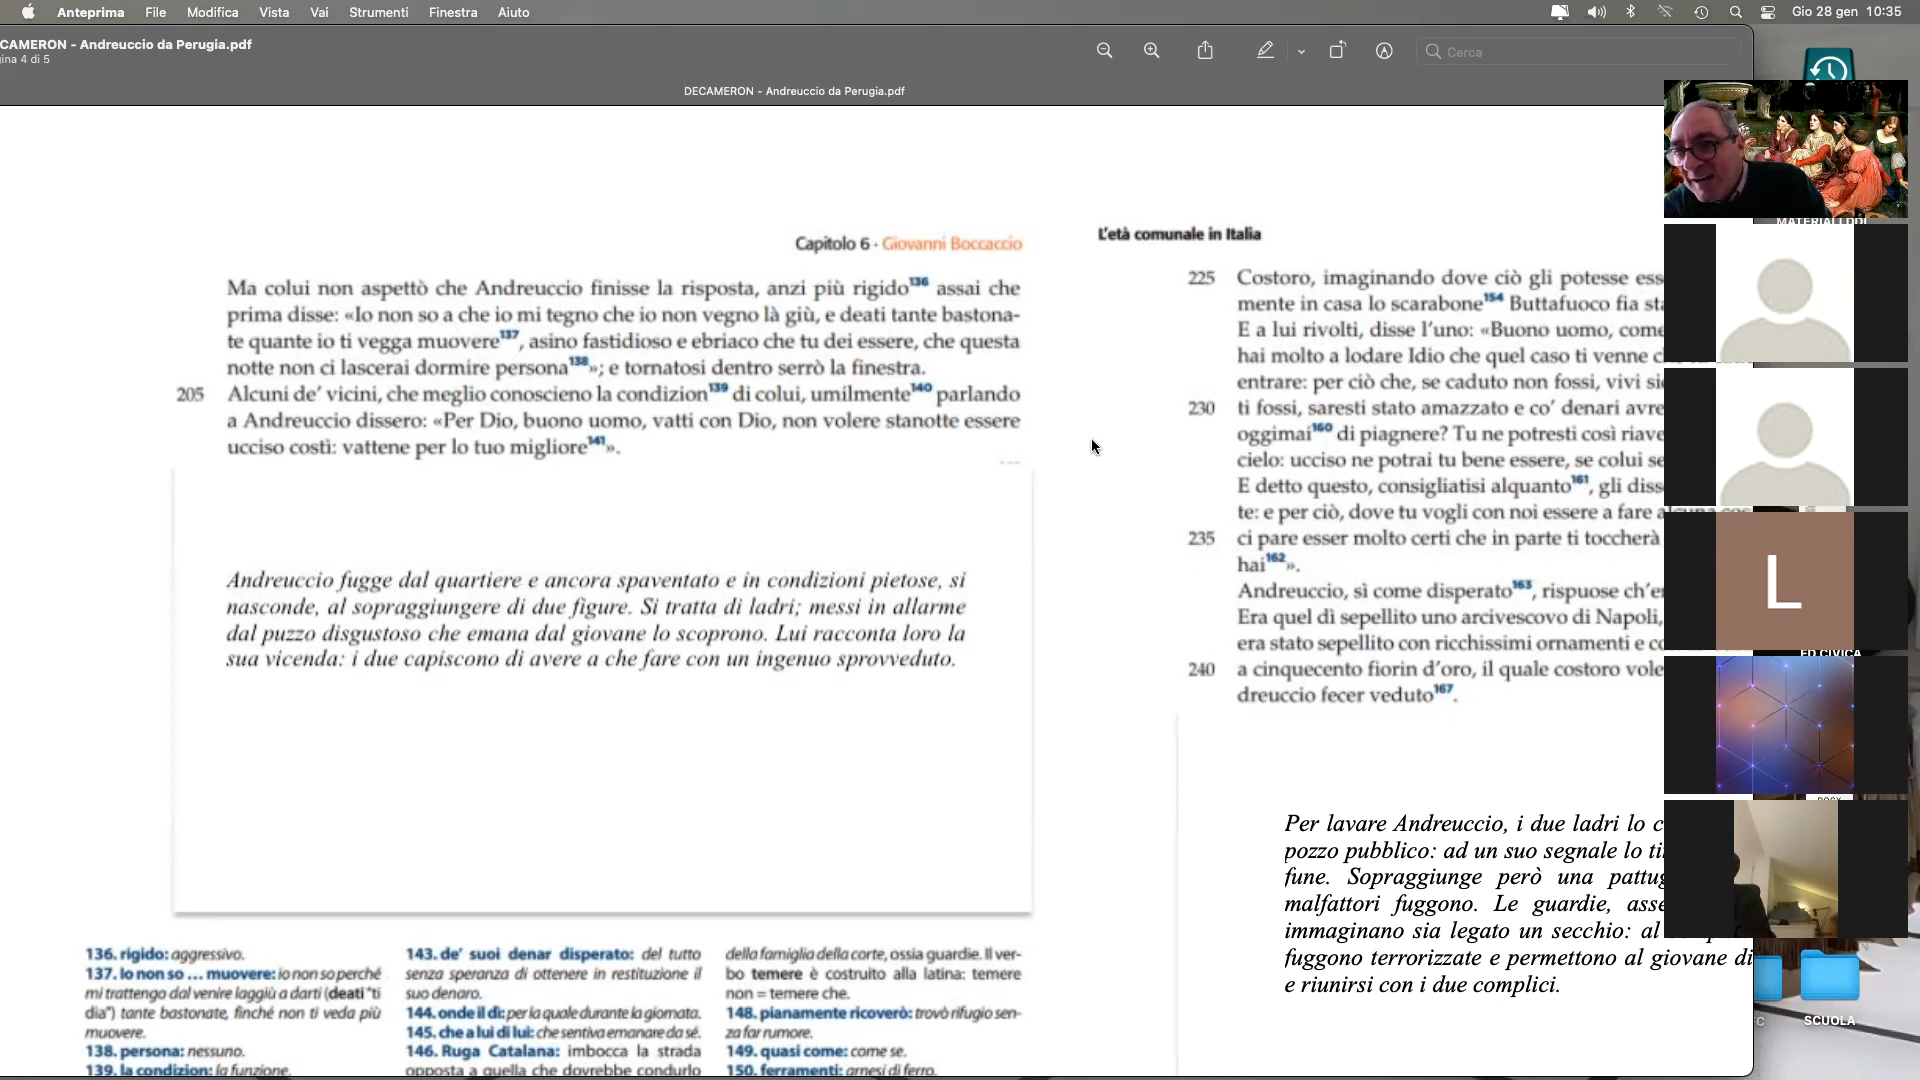 Anteprima File Modifica Vista Vai Strumenti Finestra Aiuto Gio 28 gen 10:35
CAMERON - Andreuccio da Perugia.pdf
ina 4 di 5
Cerca
DECAMERON - Andreuccio da Perugia.pdf
Capitolo 6 · Giovanni Boccaccio
Ma colui non aspettò che Andreuccio finisse la risposta, anzi più rigido136 assai che
prima disse: «Io non so a che io mi tegno che io non vegno là giù, e deati tante bastona-
te quante io ti vegga muovere137, asino fastidioso e ebriaco che tu dei essere, che questa
notte non ci lascerai dormire persona138»; e tornatosi dentro serrò la finestra.
205 Alcuni de’ vicini, che meglio conoscieno la condizion139 di colui, umilmente140 parlando
a Andreuccio dissero: «Per Dio, buono uomo, vatti con Dio, non volere stanotte essere
ucciso costì: vattene per lo tuo migliore141».
Andreuccio fugge dal quartiere e ancora spaventato e in condizioni pietose, si
nasconde, al sopraggiungere di due figure. Si tratta di ladri; messi in allarme
dal puzzo disgustoso che emana dal giovane lo scoprono. Lui racconta loro la
sua vicenda: i due capiscono di avere a che fare con un ingenuo sprovveduto.
136. rigido: aggressivo.
137. Io non so ... muovere: io non so perché
mi trattengo dal venire laggiù a darti (deati “ti
dia”) tante bastonate, finché non ti veda più
muovere.
138. persona: nessuno.
139. la condizion: la funzione.
143. de’ suoi denar disperato: del tutto
senza speranza di ottenere in restituzione il
suo denaro.
144. onde il dì: per la quale durante la giornata.
145. che a lui di lui: che sentiva emanare da sé.
146. Ruga Catalana: imbocca la strada
opposta a quella che dovrebbe condurlo
della famiglia della corte, ossia guardie. Il ver-
bo temere è costruito alla latina: temere
non = temere che.
148. pianamente ricoverò: trovò rifugio sen-
za far rumore.
149. quasi come: come se.
150. ferramenti: arnesi di ferro.
L’età comunale in Italia
225 Costoro, imaginando dove ciò gli potesse ess
mente in casa lo scarabone154 Buttafuoco fia sta
E a lui rivolti, disse l’uno: «Buono uomo, come
hai molto a lodare Idio che quel caso ti venne c
entrare: per ciò che, se caduto non fossi, vivi si
230 ti fossi, saresti stato amazzato e co’ denari avre
oggimai160 di piagnere? Tu ne potresti così riave
cielo: ucciso ne potrai tu bene essere, se colui se
E detto questo, consigliatisi alquanto161, gli diss
te: e per ciò, dove tu vogli con noi essere a fare alcuna cos
235 ci pare esser molto certi che in parte ti toccherà
hai162».
Andreuccio, sì come disperato163, rispuose ch’e
Era quel dì sepellito uno arcivescovo di Napoli,
era stato sepellito con ricchissimi ornamenti e co
240 a cinquecento fiorin d’oro, il quale costoro vole
dreuccio fecer veduto167.
Per lavare Andreuccio, i due ladri lo c
pozzo pubblico: ad un suo segnale lo ti
fune. Sopraggiunge però una pattug
malfattori fuggono. Le guardie, asse
immaginano sia legato un secchio: al
fuggono terrorizzate e permettono al giovane di
e riunirsi con i due complici.
MATERIALI DDI
L
ED CIVICA
DOCX
SCUOLA